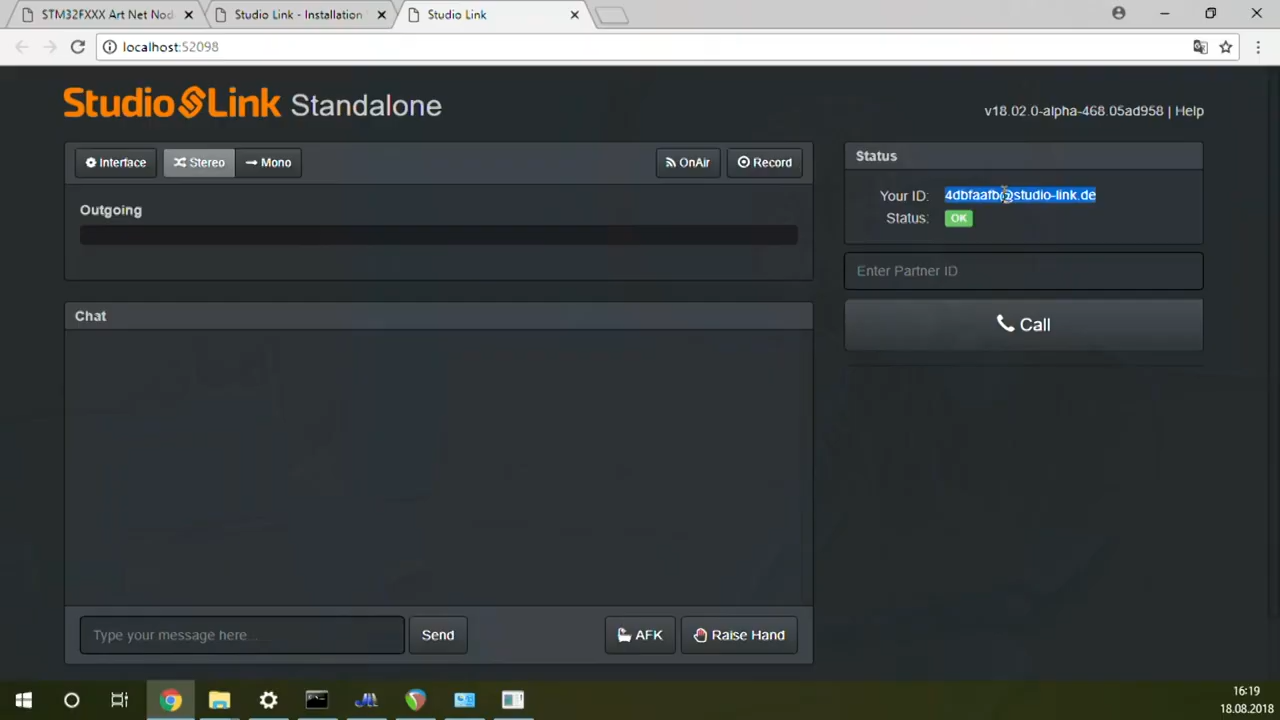 STM32FXXX Art Net Nod
Studio Link - Installation
Studio Link
localhost:52098
Studio Link Standalone
v18.02.0-alpha-468.05ad958 | Help
Interface
Stereo
Mono
OnAir
Record
Outgoing
Status
Your ID: 4dbfaafb@studio-link.de
Status: OK
Enter Partner ID
Call
Chat
Type your message here...
Send
AFK
Raise Hand
16:19
18.08.2018